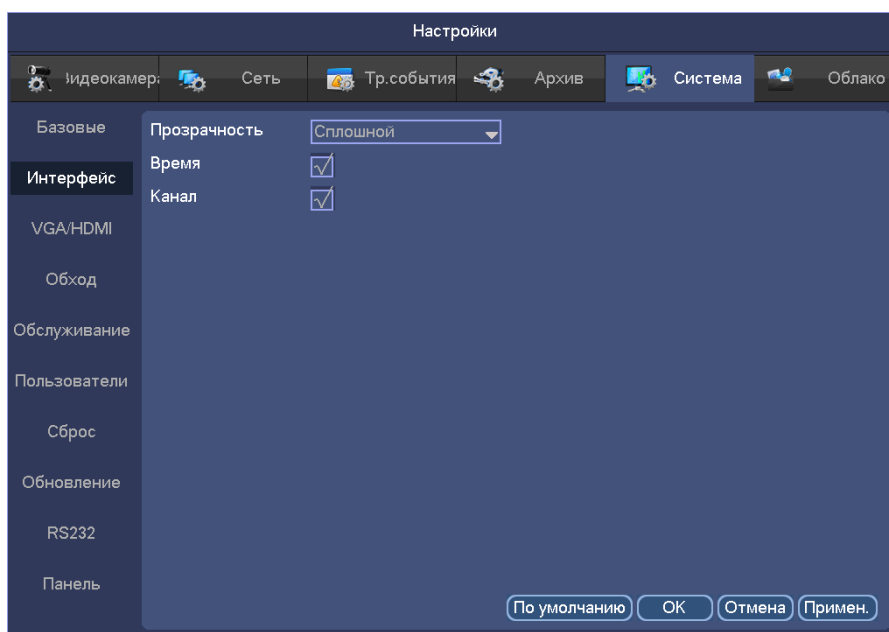 Настройки
Видеокамера Сеть Тр.события Архив Система Облако
Базовые
Интерфейс
VGA/HDMI
Обход
Обслуживание
Пользователи
Сброс
Обновление
RS232
Панель
Прозрачность Сплошной
Время
Канал
По умолчанию OK Отмена Примен.